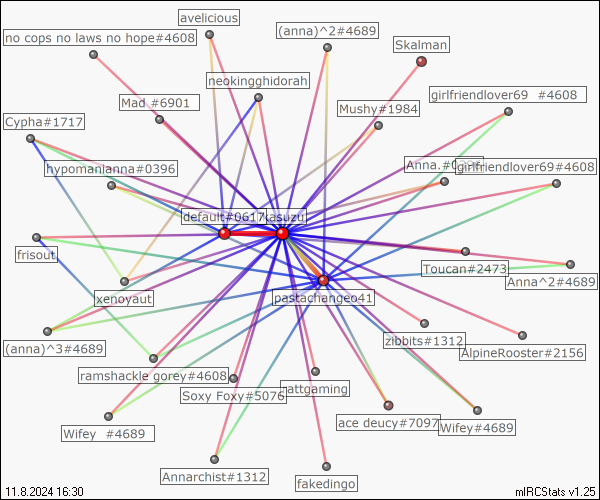 avelicious
(anna)^2#4689
no cops no laws no hope#4608
Skalman
neokingghidorah
girlfriendlover69 #4608
Mad #6901
Mushy#1984
Cypha#1717
Anna.
girlfriendlover69#4608
hypomanianna#0396
default#0617
kasuzu
frisout
Toucan#2473
Anna^2#4689
xenoyaut
pastachangeo41
(anna)^3#4689
zibbits#1312
AlpineRooster#2156
ramshackle gorey#4608
Soxy Foxy#5076
nattgaming
ace deucy#7097
Wifey #4689
Wifey#4689
Annarchist#1312
fakedingo
11.8.2024 16:30
mIRCStats v1.25